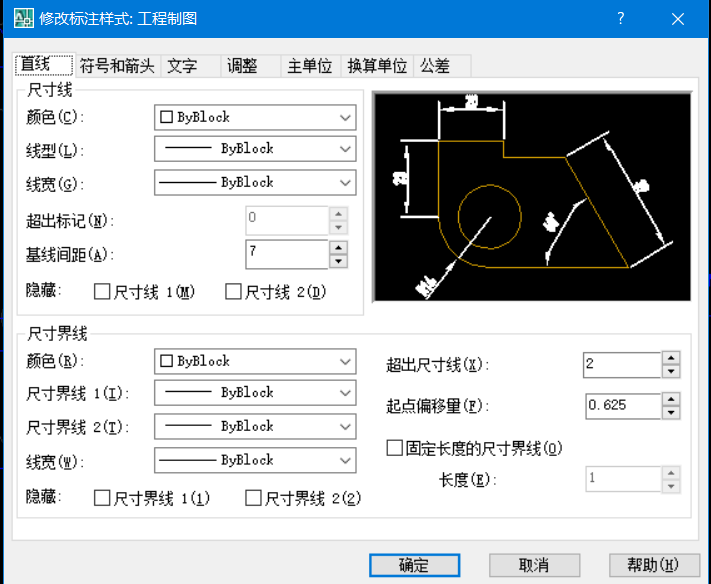 修改标注样式: 工程制图
直线 符号和箭头 文字 调整 主单位 换算单位 公差
尺寸线
颜色(C): ByBlock
线型(L): ByBlock
线宽(G): ByBlock
超出标记(N): 0
基线间距(A): 7
隐藏: 尺寸线 1(M) 尺寸线 2(D)
尺寸界线
颜色(R): ByBlock
尺寸界线 1(I): ByBlock
尺寸界线 2(T): ByBlock
线宽(W): ByBlock
隐藏: 尺寸界线 1(1) 尺寸界线 2(2)
超出尺寸线(X): 2
起点偏移量(F): 0.625
固定长度的尺寸界线(O)
长度(E): 1
确定 取消 帮助(H)